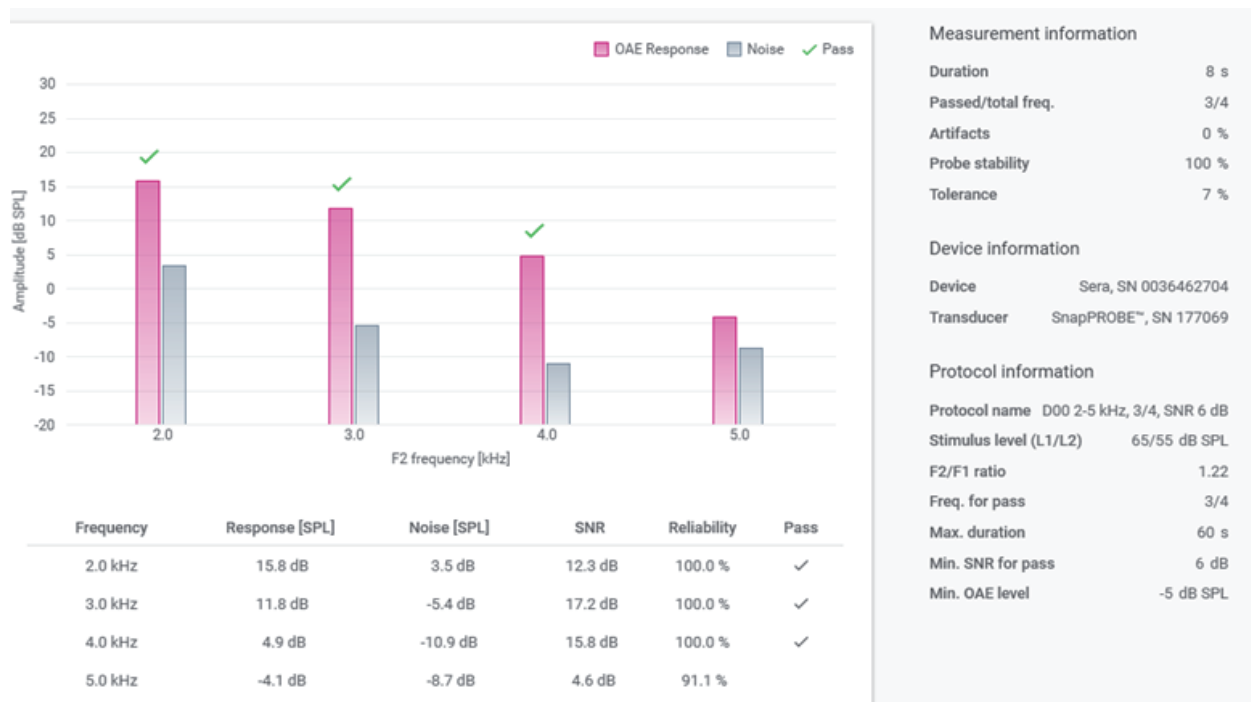 OAE Response Noise Pass
30
25
20
15
10
5
0
-5
-10
-15
-20
Amplitude [dB SPL]
2.0 3.0 4.0 5.0
F2 frequency [kHz]
Frequency Response [SPL] Noise [SPL] SNR Reliability Pass
2.0 kHz 15.8 dB 3.5 dB 12.3 dB 100.0 % ✓
3.0 kHz 11.8 dB -5.4 dB 17.2 dB 100.0 % ✓
4.0 kHz 4.9 dB -10.9 dB 15.8 dB 100.0 % ✓
5.0 kHz -4.1 dB -8.7 dB 4.6 dB 91.1 %
Measurement information
Duration 8 s
Passed/total freq. 3/4
Artifacts 0 %
Probe stability 100 %
Tolerance 7 %
Device information
Device Sera, SN 0036462704
Transducer SnapPROBE™, SN 177069
Protocol information
Protocol name D00 2-5 kHz, 3/4, SNR 6 dB
Stimulus level (L1/L2) 65/55 dB SPL
F2/F1 ratio 1.22
Freq. for pass 3/4
Max. duration 60 s
Min. SNR for pass 6 dB
Min. OAE level -5 dB SPL